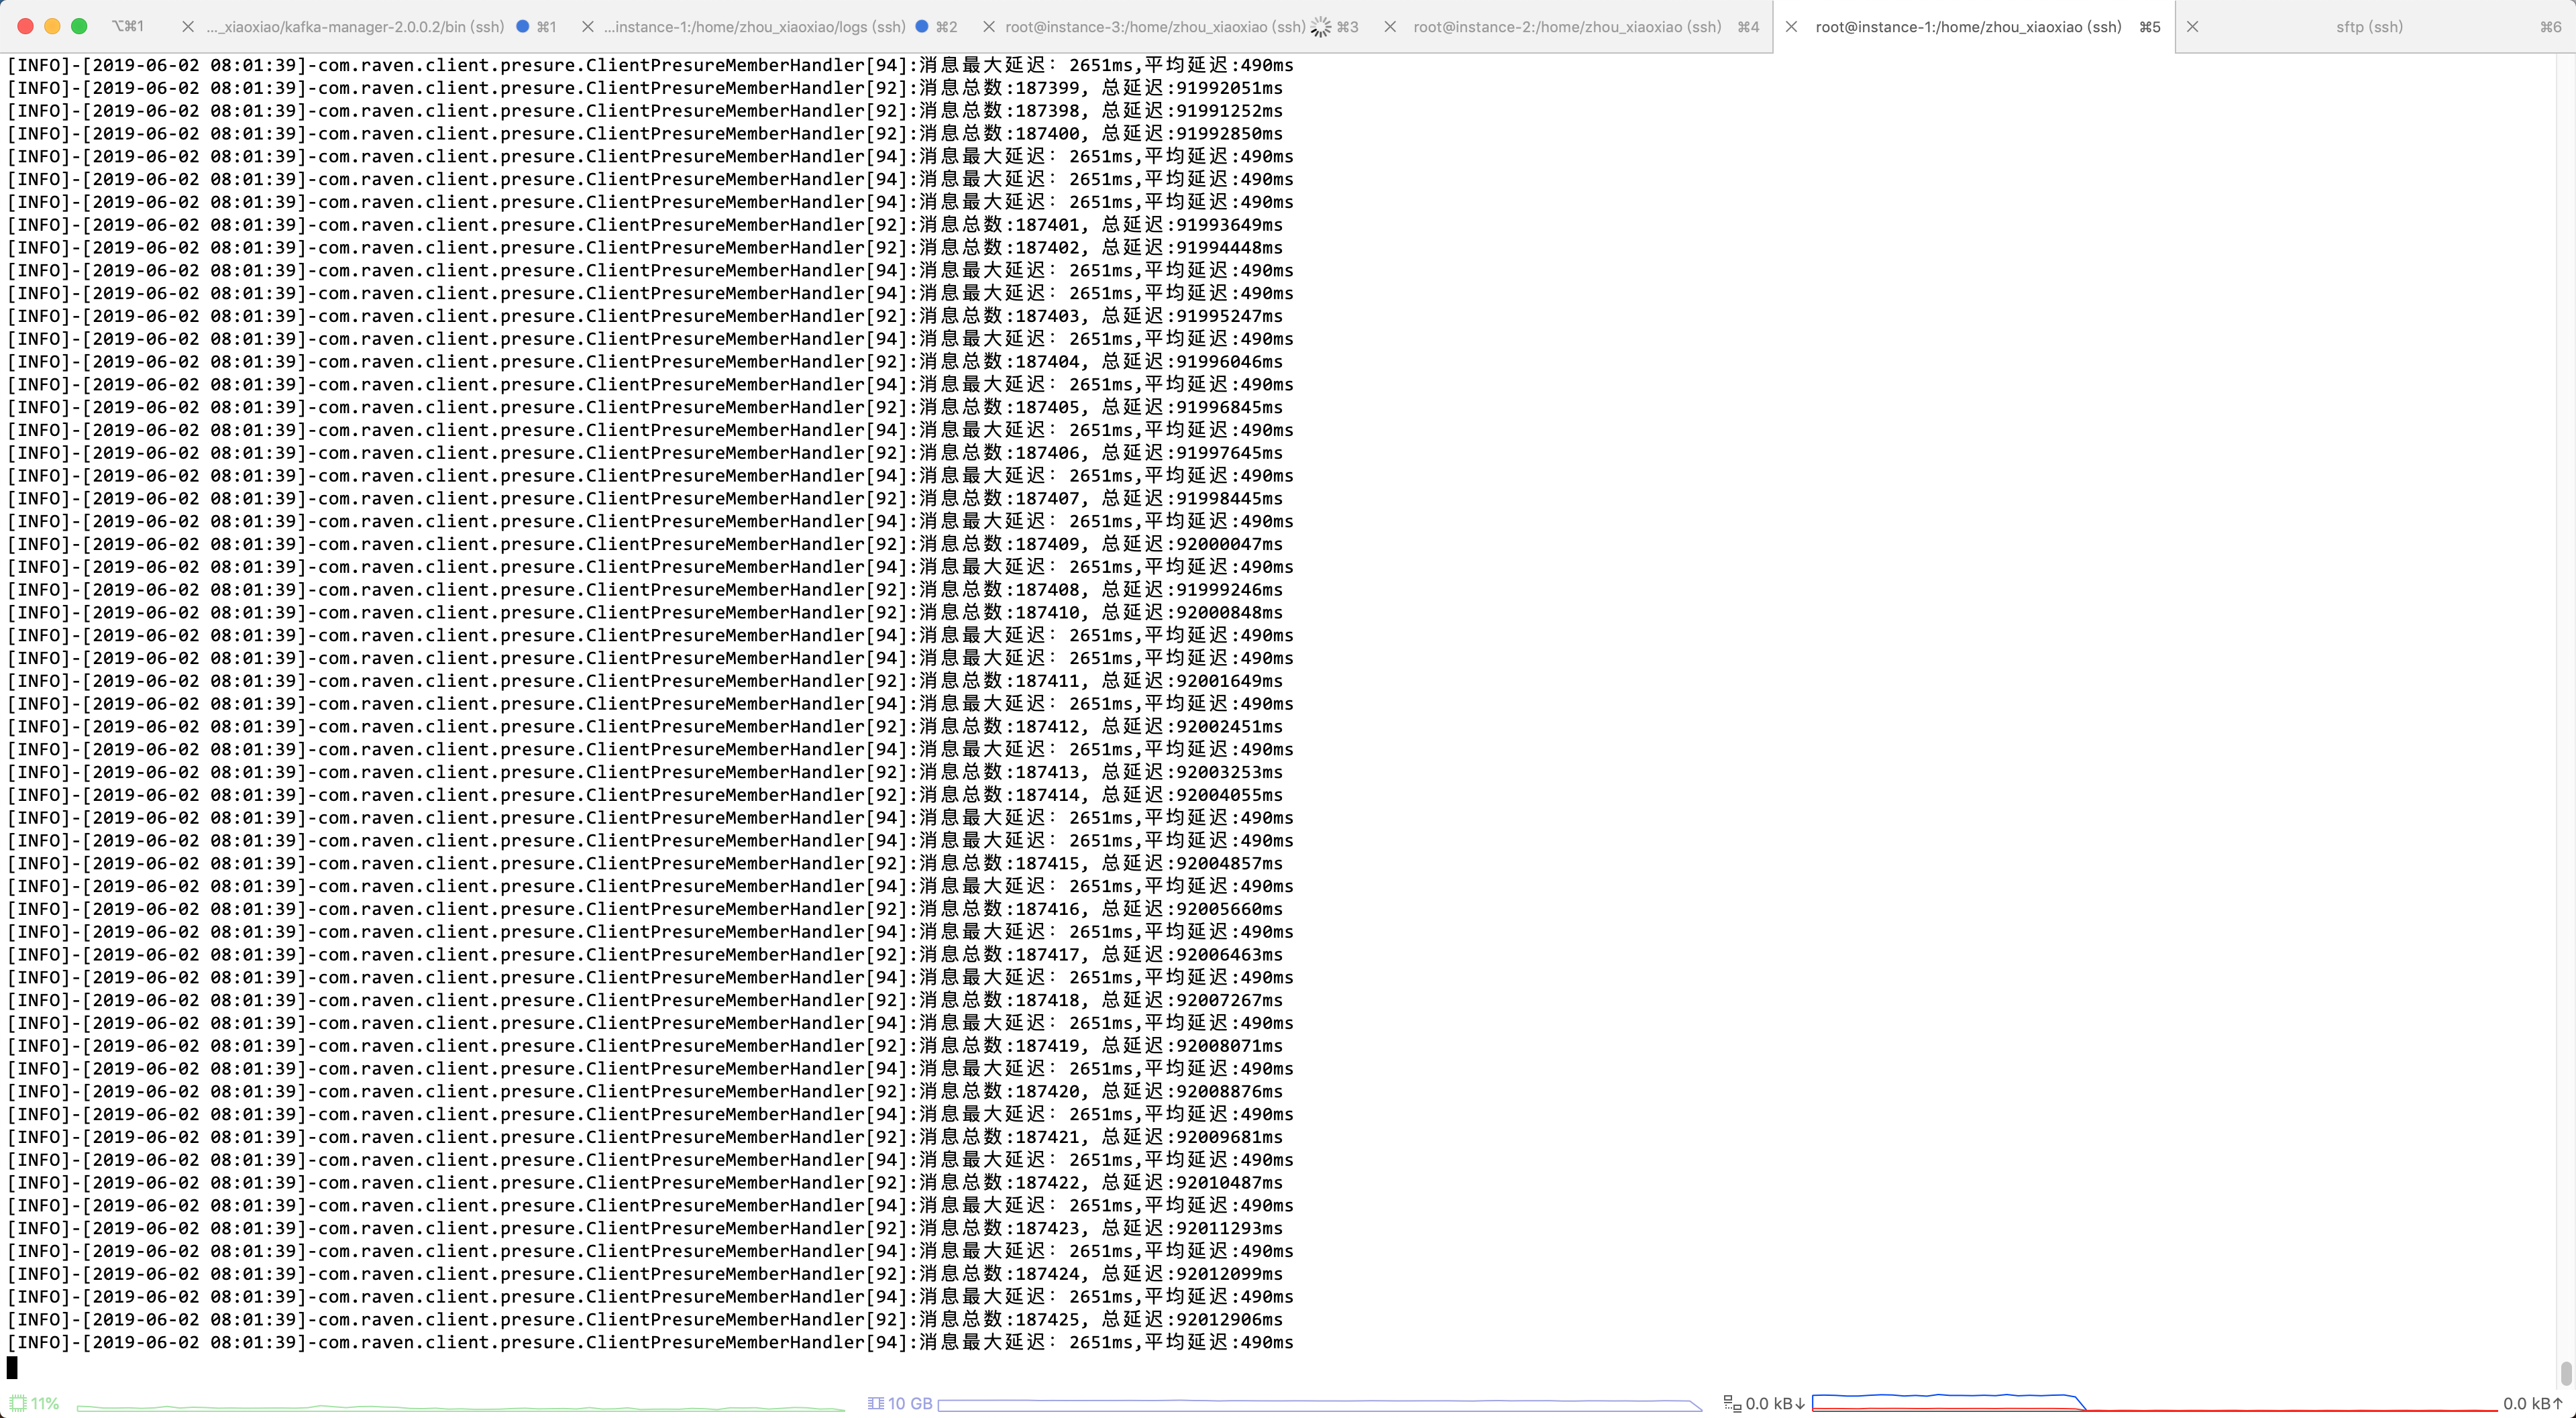 ⌥⌘1 ..._xiaoxiao/kafka-manager-2.0.0.2/bin (ssh) ⌘1 ...instance-1:/home/zhou_xiaoxiao/logs (ssh) ⌘2 root@instance-3:/home/zhou_xiaoxiao (ssh) ⌘3 root@instance-2:/home/zhou_xiaoxiao (ssh) ⌘4 root@instance-1:/home/zhou_xiaoxiao (ssh) ⌘5 sftp (ssh) ⌘6
[INFO]-[2019-06-02 08:01:39]-com.raven.client.presure.ClientPresureMemberHandler[94]:消息最大延迟: 2651ms,平均延迟:490ms
[INFO]-[2019-06-02 08:01:39]-com.raven.client.presure.ClientPresureMemberHandler[92]:消息总数:187399, 总延迟:91992051ms
[INFO]-[2019-06-02 08:01:39]-com.raven.client.presure.ClientPresureMemberHandler[92]:消息总数:187398, 总延迟:91991252ms
[INFO]-[2019-06-02 08:01:39]-com.raven.client.presure.ClientPresureMemberHandler[92]:消息总数:187400, 总延迟:91992850ms
[INFO]-[2019-06-02 08:01:39]-com.raven.client.presure.ClientPresureMemberHandler[94]:消息最大延迟: 2651ms,平均延迟:490ms
[INFO]-[2019-06-02 08:01:39]-com.raven.client.presure.ClientPresureMemberHandler[94]:消息最大延迟: 2651ms,平均延迟:490ms
[INFO]-[2019-06-02 08:01:39]-com.raven.client.presure.ClientPresureMemberHandler[94]:消息最大延迟: 2651ms,平均延迟:490ms
[INFO]-[2019-06-02 08:01:39]-com.raven.client.presure.ClientPresureMemberHandler[92]:消息总数:187401, 总延迟:91993649ms
[INFO]-[2019-06-02 08:01:39]-com.raven.client.presure.ClientPresureMemberHandler[92]:消息总数:187402, 总延迟:91994448ms
[INFO]-[2019-06-02 08:01:39]-com.raven.client.presure.ClientPresureMemberHandler[94]:消息最大延迟: 2651ms,平均延迟:490ms
[INFO]-[2019-06-02 08:01:39]-com.raven.client.presure.ClientPresureMemberHandler[94]:消息最大延迟: 2651ms,平均延迟:490ms
[INFO]-[2019-06-02 08:01:39]-com.raven.client.presure.ClientPresureMemberHandler[92]:消息总数:187403, 总延迟:91995247ms
[INFO]-[2019-06-02 08:01:39]-com.raven.client.presure.ClientPresureMemberHandler[94]:消息最大延迟: 2651ms,平均延迟:490ms
[INFO]-[2019-06-02 08:01:39]-com.raven.client.presure.ClientPresureMemberHandler[92]:消息总数:187404, 总延迟:91996046ms
[INFO]-[2019-06-02 08:01:39]-com.raven.client.presure.ClientPresureMemberHandler[94]:消息最大延迟: 2651ms,平均延迟:490ms
[INFO]-[2019-06-02 08:01:39]-com.raven.client.presure.ClientPresureMemberHandler[92]:消息总数:187405, 总延迟:91996845ms
[INFO]-[2019-06-02 08:01:39]-com.raven.client.presure.ClientPresureMemberHandler[94]:消息最大延迟: 2651ms,平均延迟:490ms
[INFO]-[2019-06-02 08:01:39]-com.raven.client.presure.ClientPresureMemberHandler[92]:消息总数:187406, 总延迟:91997645ms
[INFO]-[2019-06-02 08:01:39]-com.raven.client.presure.ClientPresureMemberHandler[94]:消息最大延迟: 2651ms,平均延迟:490ms
[INFO]-[2019-06-02 08:01:39]-com.raven.client.presure.ClientPresureMemberHandler[92]:消息总数:187407, 总延迟:91998445ms
[INFO]-[2019-06-02 08:01:39]-com.raven.client.presure.ClientPresureMemberHandler[94]:消息最大延迟: 2651ms,平均延迟:490ms
[INFO]-[2019-06-02 08:01:39]-com.raven.client.presure.ClientPresureMemberHandler[92]:消息总数:187409, 总延迟:92000047ms
[INFO]-[2019-06-02 08:01:39]-com.raven.client.presure.ClientPresureMemberHandler[94]:消息最大延迟: 2651ms,平均延迟:490ms
[INFO]-[2019-06-02 08:01:39]-com.raven.client.presure.ClientPresureMemberHandler[92]:消息总数:187408, 总延迟:91999246ms
[INFO]-[2019-06-02 08:01:39]-com.raven.client.presure.ClientPresureMemberHandler[92]:消息总数:187410, 总延迟:92000848ms
[INFO]-[2019-06-02 08:01:39]-com.raven.client.presure.ClientPresureMemberHandler[94]:消息最大延迟: 2651ms,平均延迟:490ms
[INFO]-[2019-06-02 08:01:39]-com.raven.client.presure.ClientPresureMemberHandler[94]:消息最大延迟: 2651ms,平均延迟:490ms
[INFO]-[2019-06-02 08:01:39]-com.raven.client.presure.ClientPresureMemberHandler[92]:消息总数:187411, 总延迟:92001649ms
[INFO]-[2019-06-02 08:01:39]-com.raven.client.presure.ClientPresureMemberHandler[94]:消息最大延迟: 2651ms,平均延迟:490ms
[INFO]-[2019-06-02 08:01:39]-com.raven.client.presure.ClientPresureMemberHandler[92]:消息总数:187412, 总延迟:92002451ms
[INFO]-[2019-06-02 08:01:39]-com.raven.client.presure.ClientPresureMemberHandler[94]:消息最大延迟: 2651ms,平均延迟:490ms
[INFO]-[2019-06-02 08:01:39]-com.raven.client.presure.ClientPresureMemberHandler[92]:消息总数:187413, 总延迟:92003253ms
[INFO]-[2019-06-02 08:01:39]-com.raven.client.presure.ClientPresureMemberHandler[92]:消息总数:187414, 总延迟:92004055ms
[INFO]-[2019-06-02 08:01:39]-com.raven.client.presure.ClientPresureMemberHandler[94]:消息最大延迟: 2651ms,平均延迟:490ms
[INFO]-[2019-06-02 08:01:39]-com.raven.client.presure.ClientPresureMemberHandler[94]:消息最大延迟: 2651ms,平均延迟:490ms
[INFO]-[2019-06-02 08:01:39]-com.raven.client.presure.ClientPresureMemberHandler[92]:消息总数:187415, 总延迟:92004857ms
[INFO]-[2019-06-02 08:01:39]-com.raven.client.presure.ClientPresureMemberHandler[94]:消息最大延迟: 2651ms,平均延迟:490ms
[INFO]-[2019-06-02 08:01:39]-com.raven.client.presure.ClientPresureMemberHandler[92]:消息总数:187416, 总延迟:92005660ms
[INFO]-[2019-06-02 08:01:39]-com.raven.client.presure.ClientPresureMemberHandler[94]:消息最大延迟: 2651ms,平均延迟:490ms
[INFO]-[2019-06-02 08:01:39]-com.raven.client.presure.ClientPresureMemberHandler[92]:消息总数:187417, 总延迟:92006463ms
[INFO]-[2019-06-02 08:01:39]-com.raven.client.presure.ClientPresureMemberHandler[94]:消息最大延迟: 2651ms,平均延迟:490ms
[INFO]-[2019-06-02 08:01:39]-com.raven.client.presure.ClientPresureMemberHandler[92]:消息总数:187418, 总延迟:92007267ms
[INFO]-[2019-06-02 08:01:39]-com.raven.client.presure.ClientPresureMemberHandler[94]:消息最大延迟: 2651ms,平均延迟:490ms
[INFO]-[2019-06-02 08:01:39]-com.raven.client.presure.ClientPresureMemberHandler[92]:消息总数:187419, 总延迟:92008071ms
[INFO]-[2019-06-02 08:01:39]-com.raven.client.presure.ClientPresureMemberHandler[94]:消息最大延迟: 2651ms,平均延迟:490ms
[INFO]-[2019-06-02 08:01:39]-com.raven.client.presure.ClientPresureMemberHandler[92]:消息总数:187420, 总延迟:92008876ms
[INFO]-[2019-06-02 08:01:39]-com.raven.client.presure.ClientPresureMemberHandler[94]:消息最大延迟: 2651ms,平均延迟:490ms
[INFO]-[2019-06-02 08:01:39]-com.raven.client.presure.ClientPresureMemberHandler[92]:消息总数:187421, 总延迟:92009681ms
[INFO]-[2019-06-02 08:01:39]-com.raven.client.presure.ClientPresureMemberHandler[94]:消息最大延迟: 2651ms,平均延迟:490ms
[INFO]-[2019-06-02 08:01:39]-com.raven.client.presure.ClientPresureMemberHandler[92]:消息总数:187422, 总延迟:92010487ms
[INFO]-[2019-06-02 08:01:39]-com.raven.client.presure.ClientPresureMemberHandler[94]:消息最大延迟: 2651ms,平均延迟:490ms
[INFO]-[2019-06-02 08:01:39]-com.raven.client.presure.ClientPresureMemberHandler[92]:消息总数:187423, 总延迟:92011293ms
[INFO]-[2019-06-02 08:01:39]-com.raven.client.presure.ClientPresureMemberHandler[94]:消息最大延迟: 2651ms,平均延迟:490ms
[INFO]-[2019-06-02 08:01:39]-com.raven.client.presure.ClientPresureMemberHandler[92]:消息总数:187424, 总延迟:92012099ms
[INFO]-[2019-06-02 08:01:39]-com.raven.client.presure.ClientPresureMemberHandler[94]:消息最大延迟: 2651ms,平均延迟:490ms
[INFO]-[2019-06-02 08:01:39]-com.raven.client.presure.ClientPresureMemberHandler[92]:消息总数:187425, 总延迟:92012906ms
[INFO]-[2019-06-02 08:01:39]-com.raven.client.presure.ClientPresureMemberHandler[94]:消息最大延迟: 2651ms,平均延迟:490ms
11% 10 GB 0.0 kB↓ 0.0 kB↑